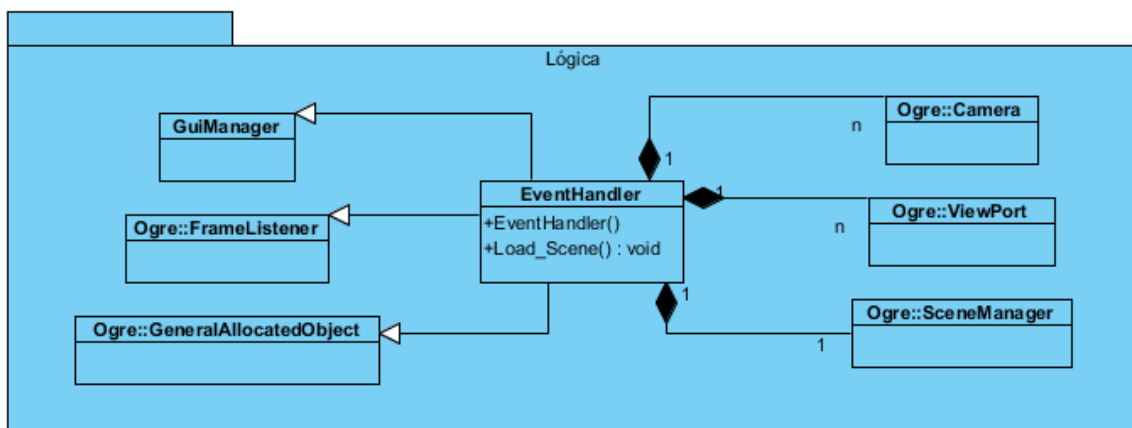 Lógica
GuiManager
Ogre::FrameListener
Ogre::GeneralAllocatedObject
EventHandler
+EventHandler()
+Load_Scene() : void
1
n
Ogre::Camera
1
n
Ogre::ViewPort
1
1
Ogre::SceneManager